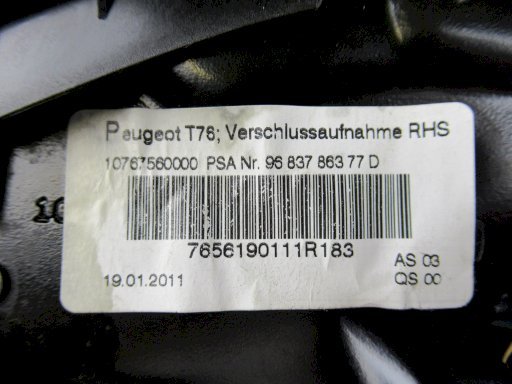 Peugeot T76; Verschlussaufnahme RHS
10767560000 PSA Nr. 96 837 863 77 D
7656190111R183
19.01.2011
AS 03
QS 00